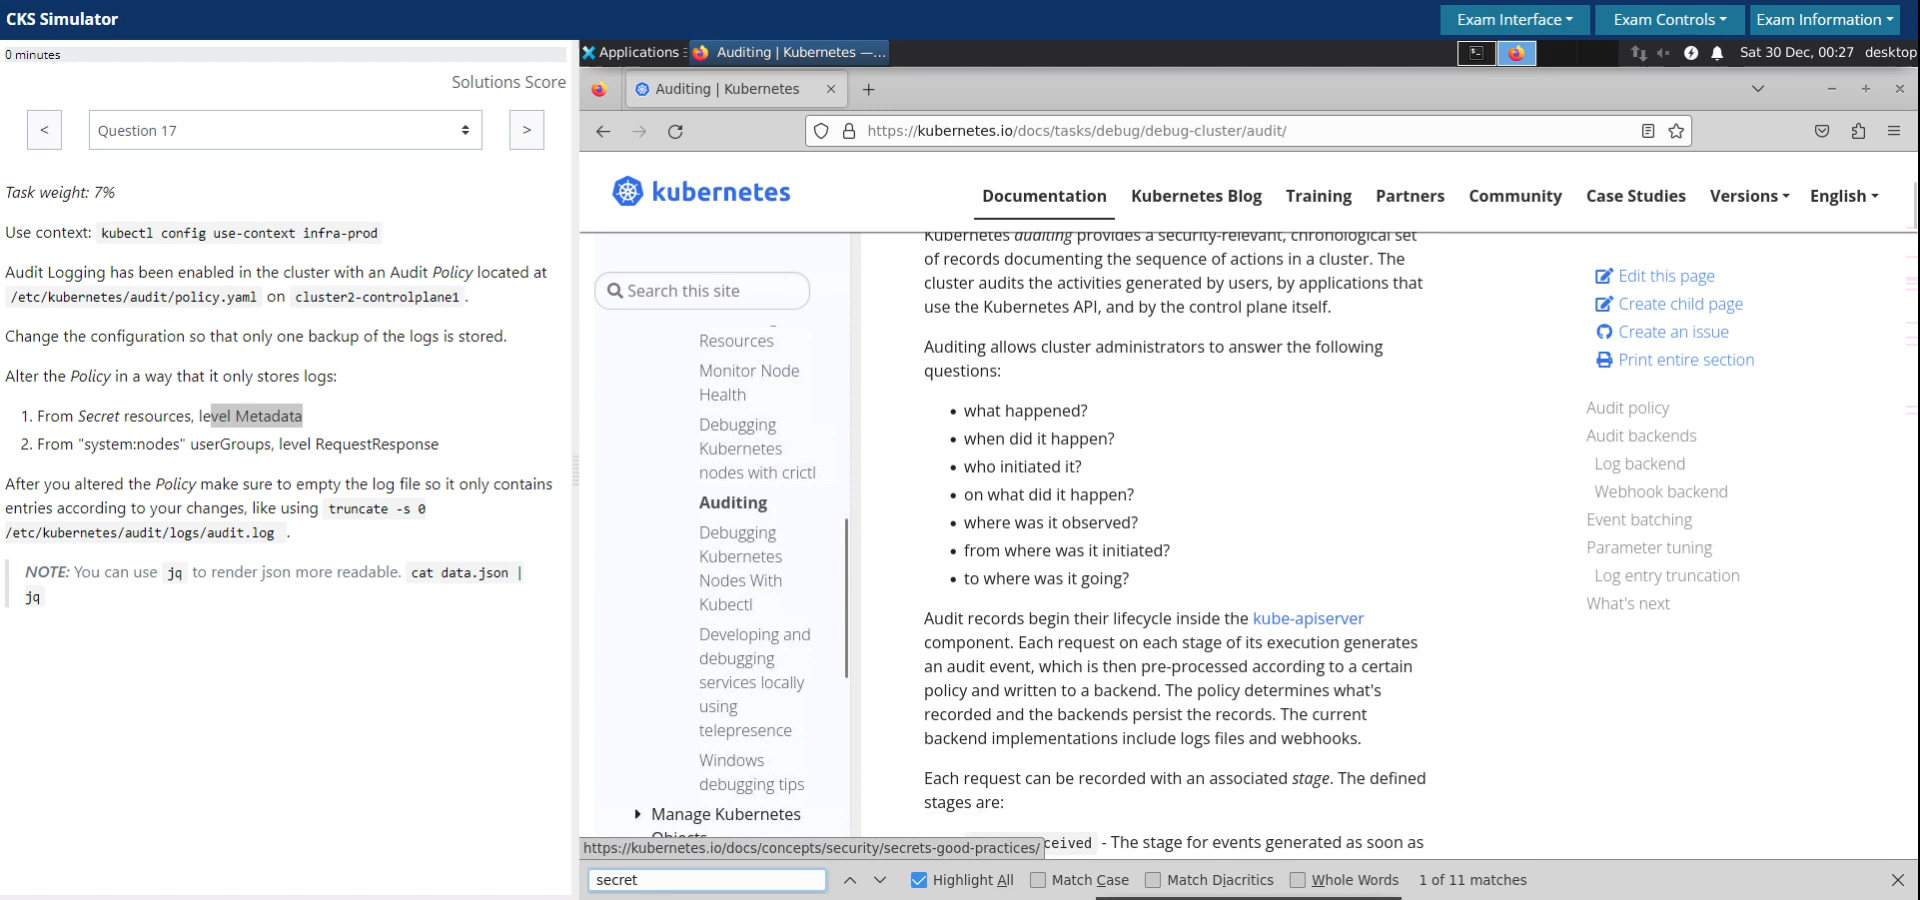 CKS Simulator
Exam Interface
Exam Controls
Exam Information
0 minutes
Solutions Score
<
Question 17
>
Task weight: 7%
Use context: kubectl config use-context infra-prod
Audit Logging has been enabled in the cluster with an Audit Policy located at
/etc/kubernetes/audit/policy.yaml on cluster2-controlplane1 .
Change the configuration so that only one backup of the logs is stored.
Alter the Policy in a way that it only stores logs:
1. From Secret resources, level Metadata
2. From "system:nodes" userGroups, level RequestResponse
After you altered the Policy make sure to empty the log file so it only contains
entries according to your changes, like using truncate -s 0
/etc/kubernetes/audit/logs/audit.log .
NOTE: You can use jq to render json more readable. cat data.json |
jq
Applications
Auditing | Kubernetes —...
Sat 30 Dec, 00:27 desktop
Auditing | Kubernetes
https://kubernetes.io/docs/tasks/debug/debug-cluster/audit/
kubernetes
Documentation
Kubernetes Blog
Training
Partners
Community
Case Studies
Versions
English
Search this site
Resources
Monitor Node
Health
Debugging
Kubernetes
nodes with crictl
Auditing
Debugging
Kubernetes
Nodes With
Kubectl
Developing and
debugging
services locally
using
telepresence
Windows
debugging tips
Manage Kubernetes
Objects
Kubernetes auditing provides a security-relevant, chronological set
of records documenting the sequence of actions in a cluster. The
cluster audits the activities generated by users, by applications that
use the Kubernetes API, and by the control plane itself.
Auditing allows cluster administrators to answer the following
questions:
• what happened?
• when did it happen?
• who initiated it?
• on what did it happen?
• where was it observed?
• from where was it initiated?
• to where was it going?
Audit records begin their lifecycle inside the kube-apiserver
component. Each request on each stage of its execution generates
an audit event, which is then pre-processed according to a certain
policy and written to a backend. The policy determines what's
recorded and the backends persist the records. The current
backend implementations include logs files and webhooks.
Each request can be recorded with an associated stage. The defined
stages are:
ceived - The stage for events generated as soon as
Edit this page
Create child page
Create an issue
Print entire section
Audit policy
Audit backends
Log backend
Webhook backend
Event batching
Parameter tuning
Log entry truncation
What's next
https://kubernetes.io/docs/concepts/security/secrets-good-practices/
secret
Highlight All
Match Case
Match Diacritics
Whole Words
1 of 11 matches